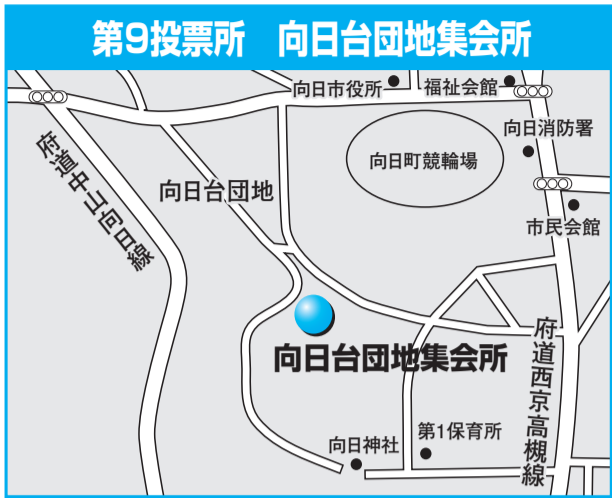 第9投票所　向日台団地集会所
向日市役所
福祉会館
向日消防署
向日町競輪場
府道中山向日線
向日台団地
市民会館
向日台団地集会所
府道西京高槻線
第1保育所
向日神社